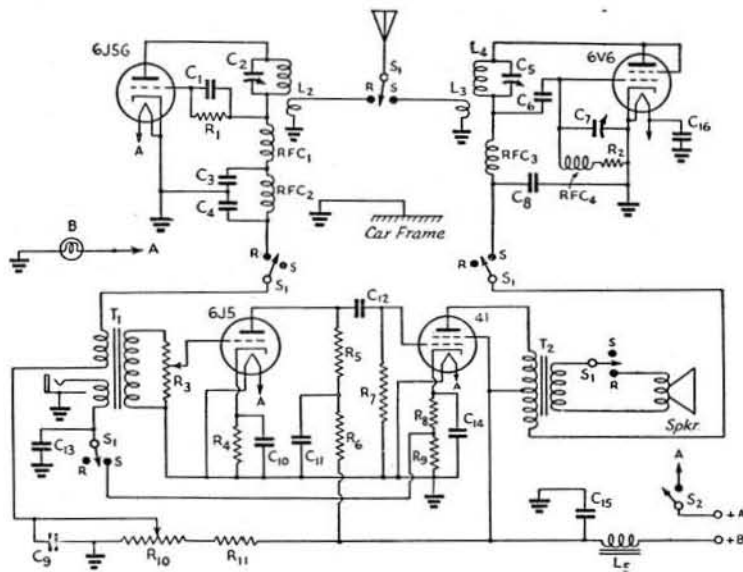 6J5G
C₂
C₁
R₁
A
L₂
RFC₁
C₃
RFC₂
C₄
S₁
R
S
L₃
L₄
C₅
C₆
6V6
C₇
R₂
C₁₆
A
RFC₃
RFC₄
C₈
Car Frame
B
A
R
S
S₁
R
S
S₁
T₁
R₃
6J5
A
R₄
C₁₀
C₁₁
R₅
R₆
C₁₂
R₇
41
A
R₈
R₉
C₁₄
T₂
S
S₁
R
Spkr.
C₁₃
S₁
R
S
C₉
R₁₀
R₁₁
C₁₅
L₅
A
S₂
+A
+B